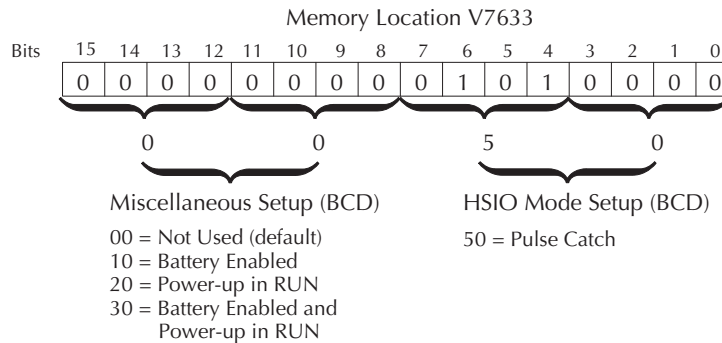 Memory Location V7633
Bits 15 14 13 12 11 10 9 8 7 6 5 4 3 2 1 0
0 0 0 0 0 0 0 0 0 1 0 1 0 0 0 0
0 0 5 0
Miscellaneous Setup (BCD)
00 = Not Used (default)
10 = Battery Enabled
20 = Power-up in RUN
30 = Battery Enabled and
Power-up in RUN
HSIO Mode Setup (BCD)
50 = Pulse Catch